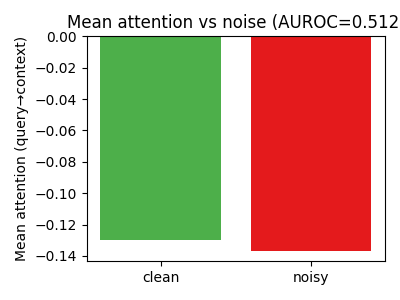 Mean attention vs noise (AUROC=0.512
Mean attention (query→context)
0.00
−0.02
−0.04
−0.06
−0.08
−0.10
−0.12
−0.14
clean
noisy